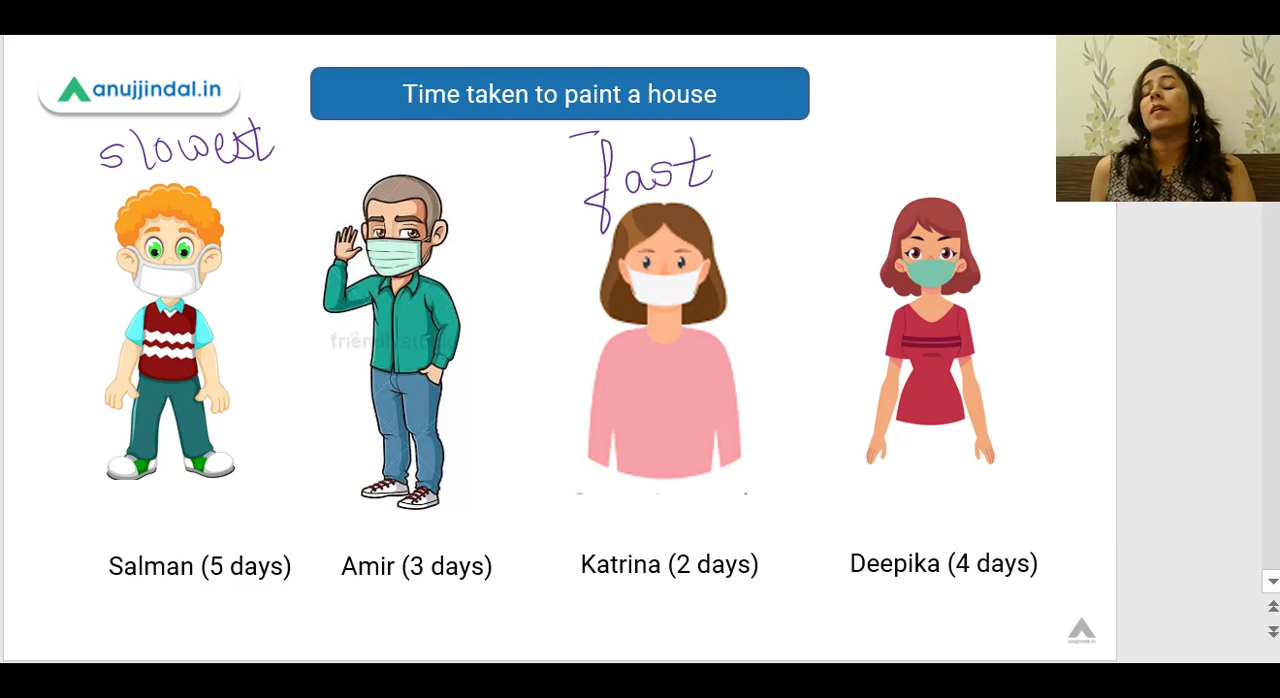 anujjindal.in
Time taken to paint a house
slowest
fast
Salman (5 days)
Amir (3 days)
Katrina (2 days)
Deepika (4 days)